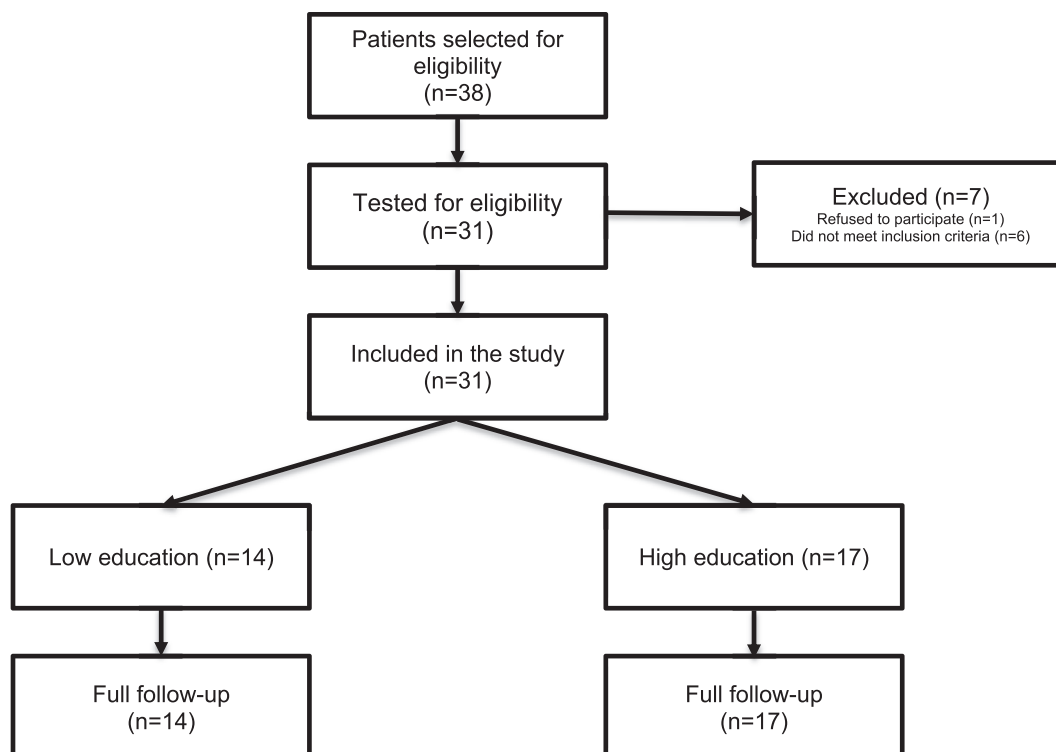 Patients selected for
eligibility
(n=38)
Tested for eligibility
(n=31)
Excluded (n=7)
Refused to participate (n=1)
Did not meet inclusion criteria (n=6)
Included in the study
(n=31)
Low education (n=14)
High education (n=17)
Full follow-up
(n=14)
Full follow-up
(n=17)